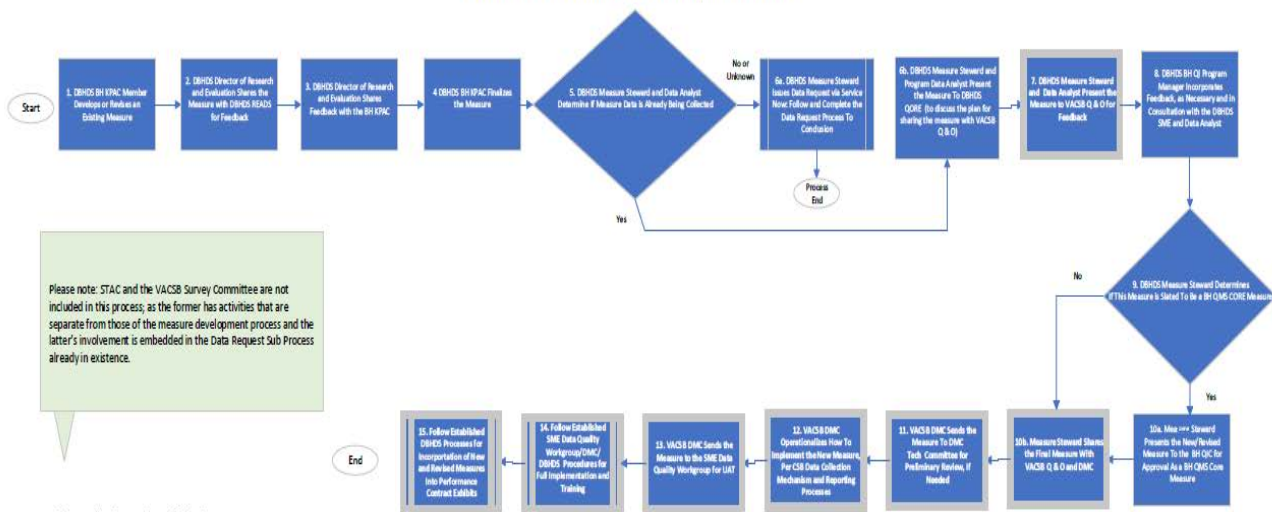 Start
1. DBHDS BH KPAC Member
Develops or Revises an
Existing Measure
2. DBHDS Director of Research
and Evaluation Shares the
Measure with DBHDS READS
for Feedback
3. DBHDS Director of Research
and Evaluation Shares
Feedback with the BH KPAC
4 DBHDS BH KPAC Finalizes
the Measure
5. DBHDS Measure Steward and Data Analyst
Determine if Measure Data is Already Being Collected
No or
Unknown
Yes
6a. DBHDS Measure Steward
Issues Data Request via Service
Now: Follow and Complete the
Data Request Process To
Conclusion
Process
End
6b. DBHDS Measure Steward and
Program Data Analyst Present
the Measure To DBHDS
QORE (to discuss the plan for
sharing the measure with VACSB
Q & O)
7. DBHDS Measure Steward
and Data Analyst Present the
Measure to VACSB Q & O for
Feedback
8. DBHDS BH QI Program
Manager Incorporates
Feedback, as Necessary and in
Consultation with the DBHDS
SME and Data Analyst
9. DBHDS Measure Steward Determines
If This Measure is Slated To Be a BH QMS CORE Measure
No
Yes
10a. Measure Steward
Presents the New/Revised
Measure To the BH QIC for
Approval As a BH QMS Core
Measure
10b. Measure Steward Shares
the Final Measure With
VACSB Q & O and DMC
11. VACSB DMC Sends the
Measure To DMC
Tech Committee for
Preliminary Review, if
Needed
12. VACSB DMC
Operationalizes How To
Implement the New Measure,
Per CSB Data Collection
Mechanism and Reporting
Processes
13. VACSB DMC Sends the
Measure to the SME Data
Quality Workgroup for UAT
14. Follow Established
SME Data Quality
Workgroup/DMC/
DBHDS Procedures for
Full Implementation and
Training
15. Follow Established
DBHDS Processes for
Incorportation of New
and Revised Measures
Into Performance
Contract Exhibits
End
Please note: STAC and the VACSB Survey Committee are not
included in this process; as the former has activities that are
separate from those of the measure development process and the
latter's involvement is embedded in the Data Request Sub Process
already in existence.